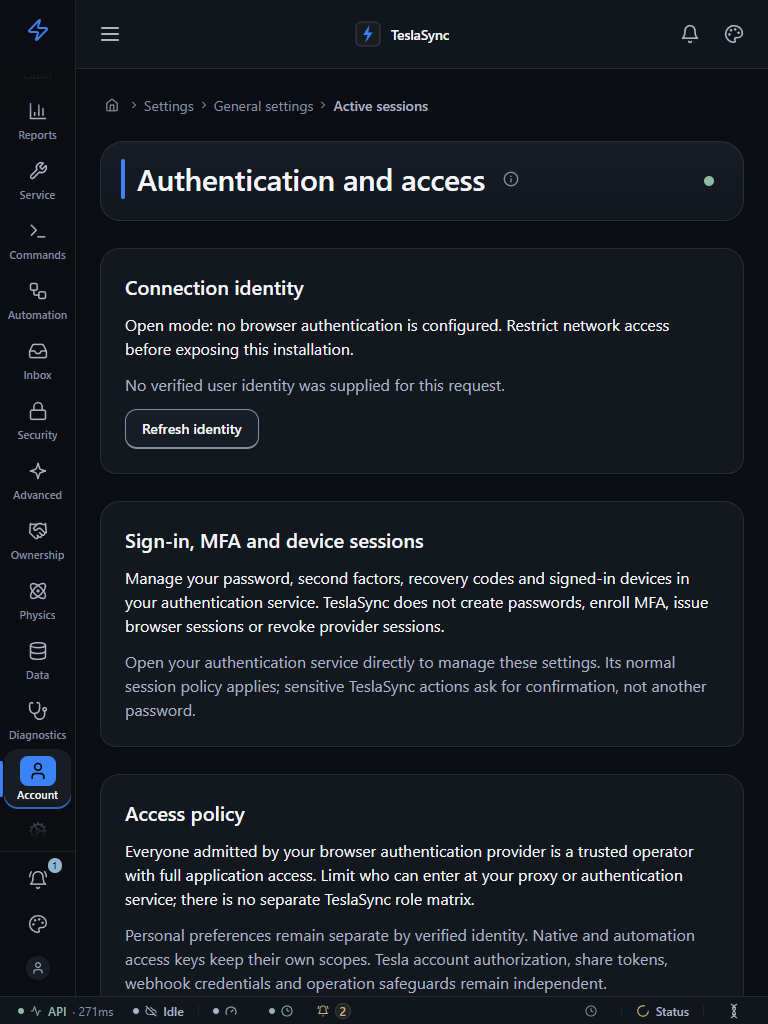 TeslaSync
Settings
General settings
Active sessions
Authentication and access
Reports
Service
Commands
Automation
Inbox
Security
Advanced
Ownership
Physics
Data
Diagnostics
Account
1
Connection identity
Open mode: no browser authentication is configured. Restrict network access
before exposing this installation.
No verified user identity was supplied for this request.
Refresh identity
Sign-in, MFA and device sessions
Manage your password, second factors, recovery codes and signed-in devices in
your authentication service. TeslaSync does not create passwords, enroll MFA, issue
browser sessions or revoke provider sessions.
Open your authentication service directly to manage these settings. Its normal
session policy applies; sensitive TeslaSync actions ask for confirmation, not another
password.
Access policy
Everyone admitted by your browser authentication provider is a trusted operator
with full application access. Limit who can enter at your proxy or authentication
service; there is no separate TeslaSync role matrix.
Personal preferences remain separate by verified identity. Native and automation
access keys keep their own scopes. Tesla account authorization, share tokens,
webhook credentials and operation safeguards remain independent.
API · 271ms
Idle
2
Status